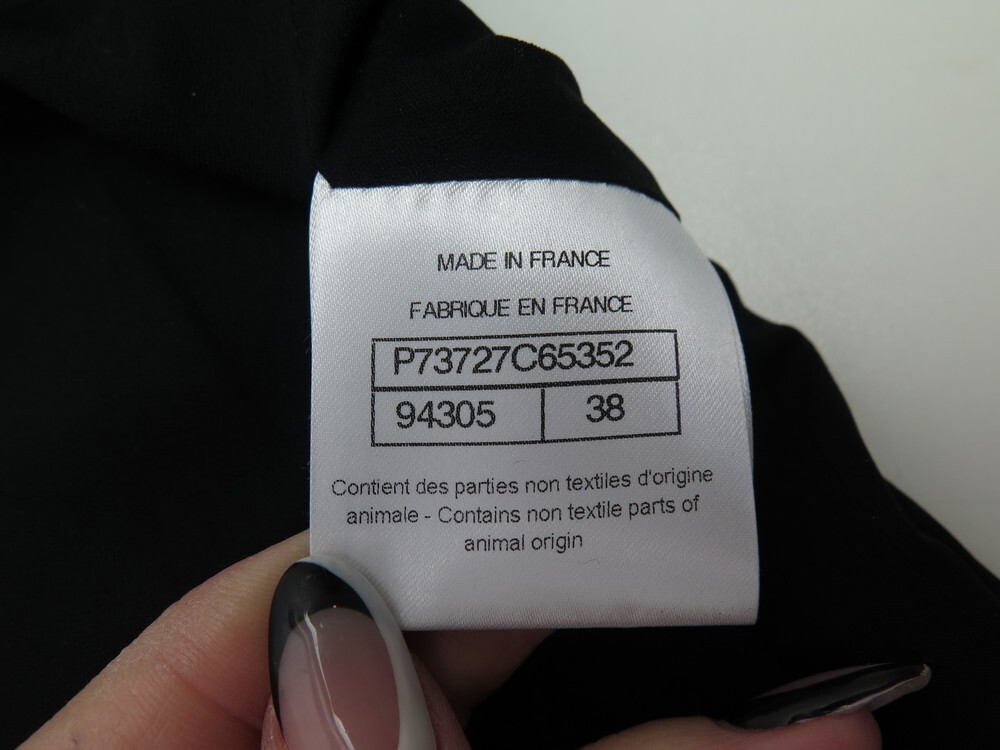 MADE IN FRANCE
FABRIQUE EN FRANCE
P73727C65352
94305 38
Contient des parties non textiles d'origine
animale - Contains non textile parts of
animal origin